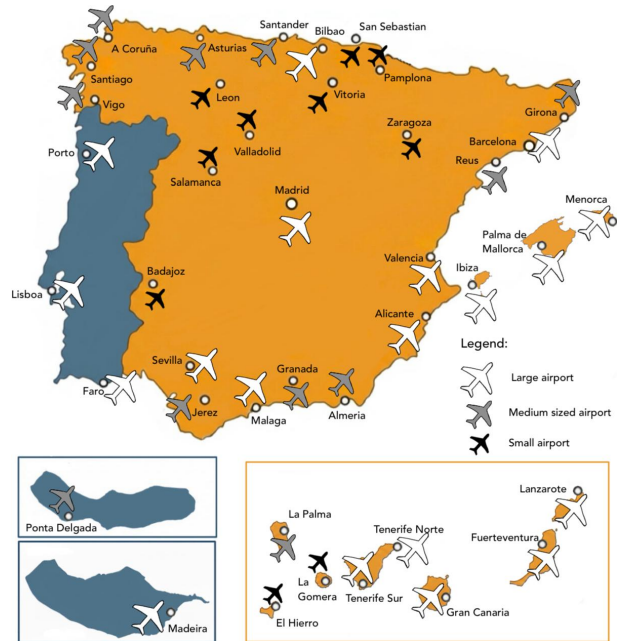 Santander
San Sebastian
A Coruña
Asturias
Bilbao
Santiago
Pamplona
Leon
Vitoria
Vigo
Girona
Zaragoza
Valladolid
Barcelona
Porto
Reus
Salamanca
Madrid
Menorca
Palma de
Mallorca
Valencia
Ibiza
Badajoz
Lisboa
Alicante
Legend:
Sevilla
Granada
Large airport
Faro
Jerez
Malaga
Almeria
Medium sized airport
Small airport
Lanzarote
La Palma
Ponta Delgada
Tenerife Norte
Fuerteventura
La
Gomera
Tenerife Sur
Gran Canaria
Madeira
El Hierro